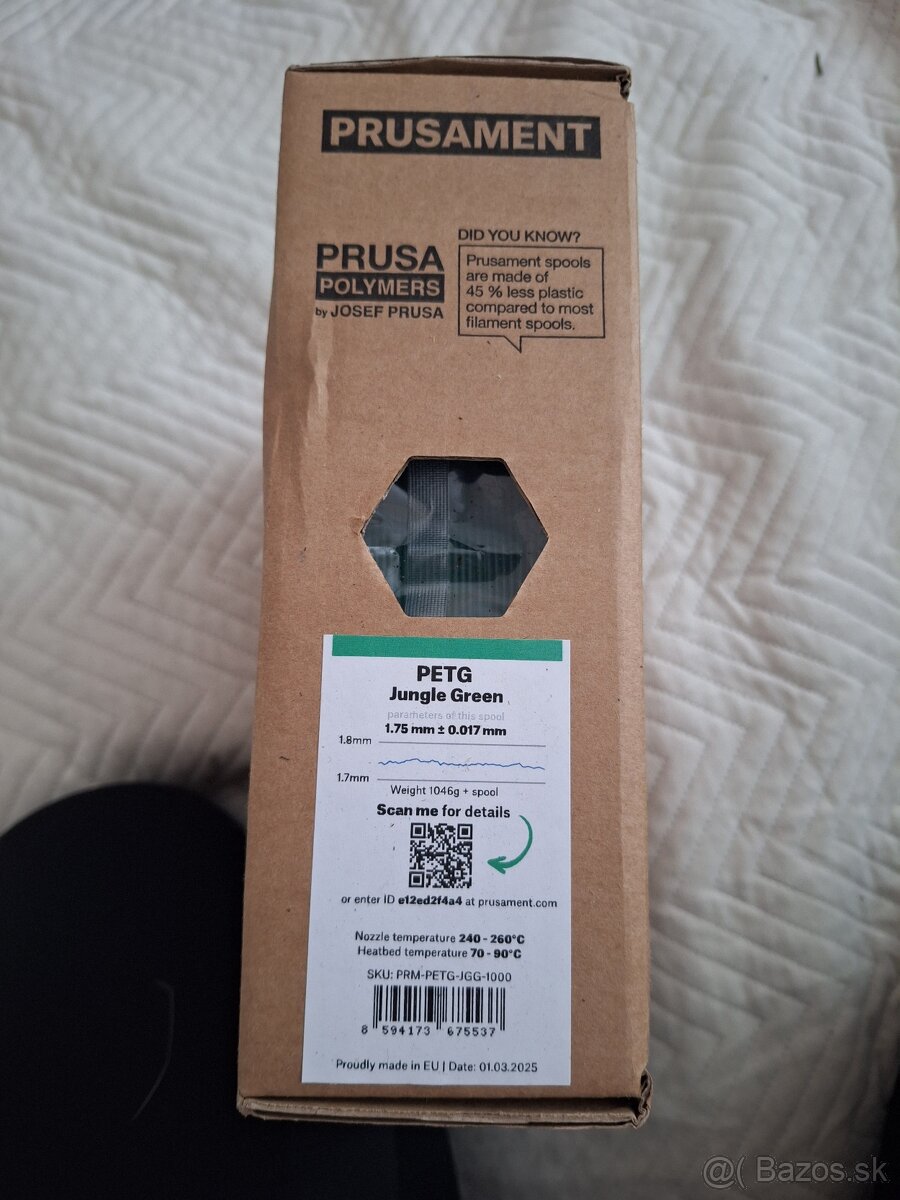 PRUSAMENT
PRUSA
POLYMERS
by JOSEF PRUSA
DID YOU KNOW?
Prusament spools
are made of
45 % less plastic
compared to most
filament spools.
PETG
Jungle Green
parameters of this spool
1.75 mm ± 0.017 mm
1.8mm
1.7mm
Weight 1046g + spool
Scan me for details
or enter ID e12ed2f4a4 at prusament.com
Nozzle temperature 240 - 260°C
Heatbed temperature 70 - 90°C
SKU: PRM-PETG-JGG-1000
8 594173 675537
Proudly made in EU | Date: 01.03.2025
@( Bazos.sk